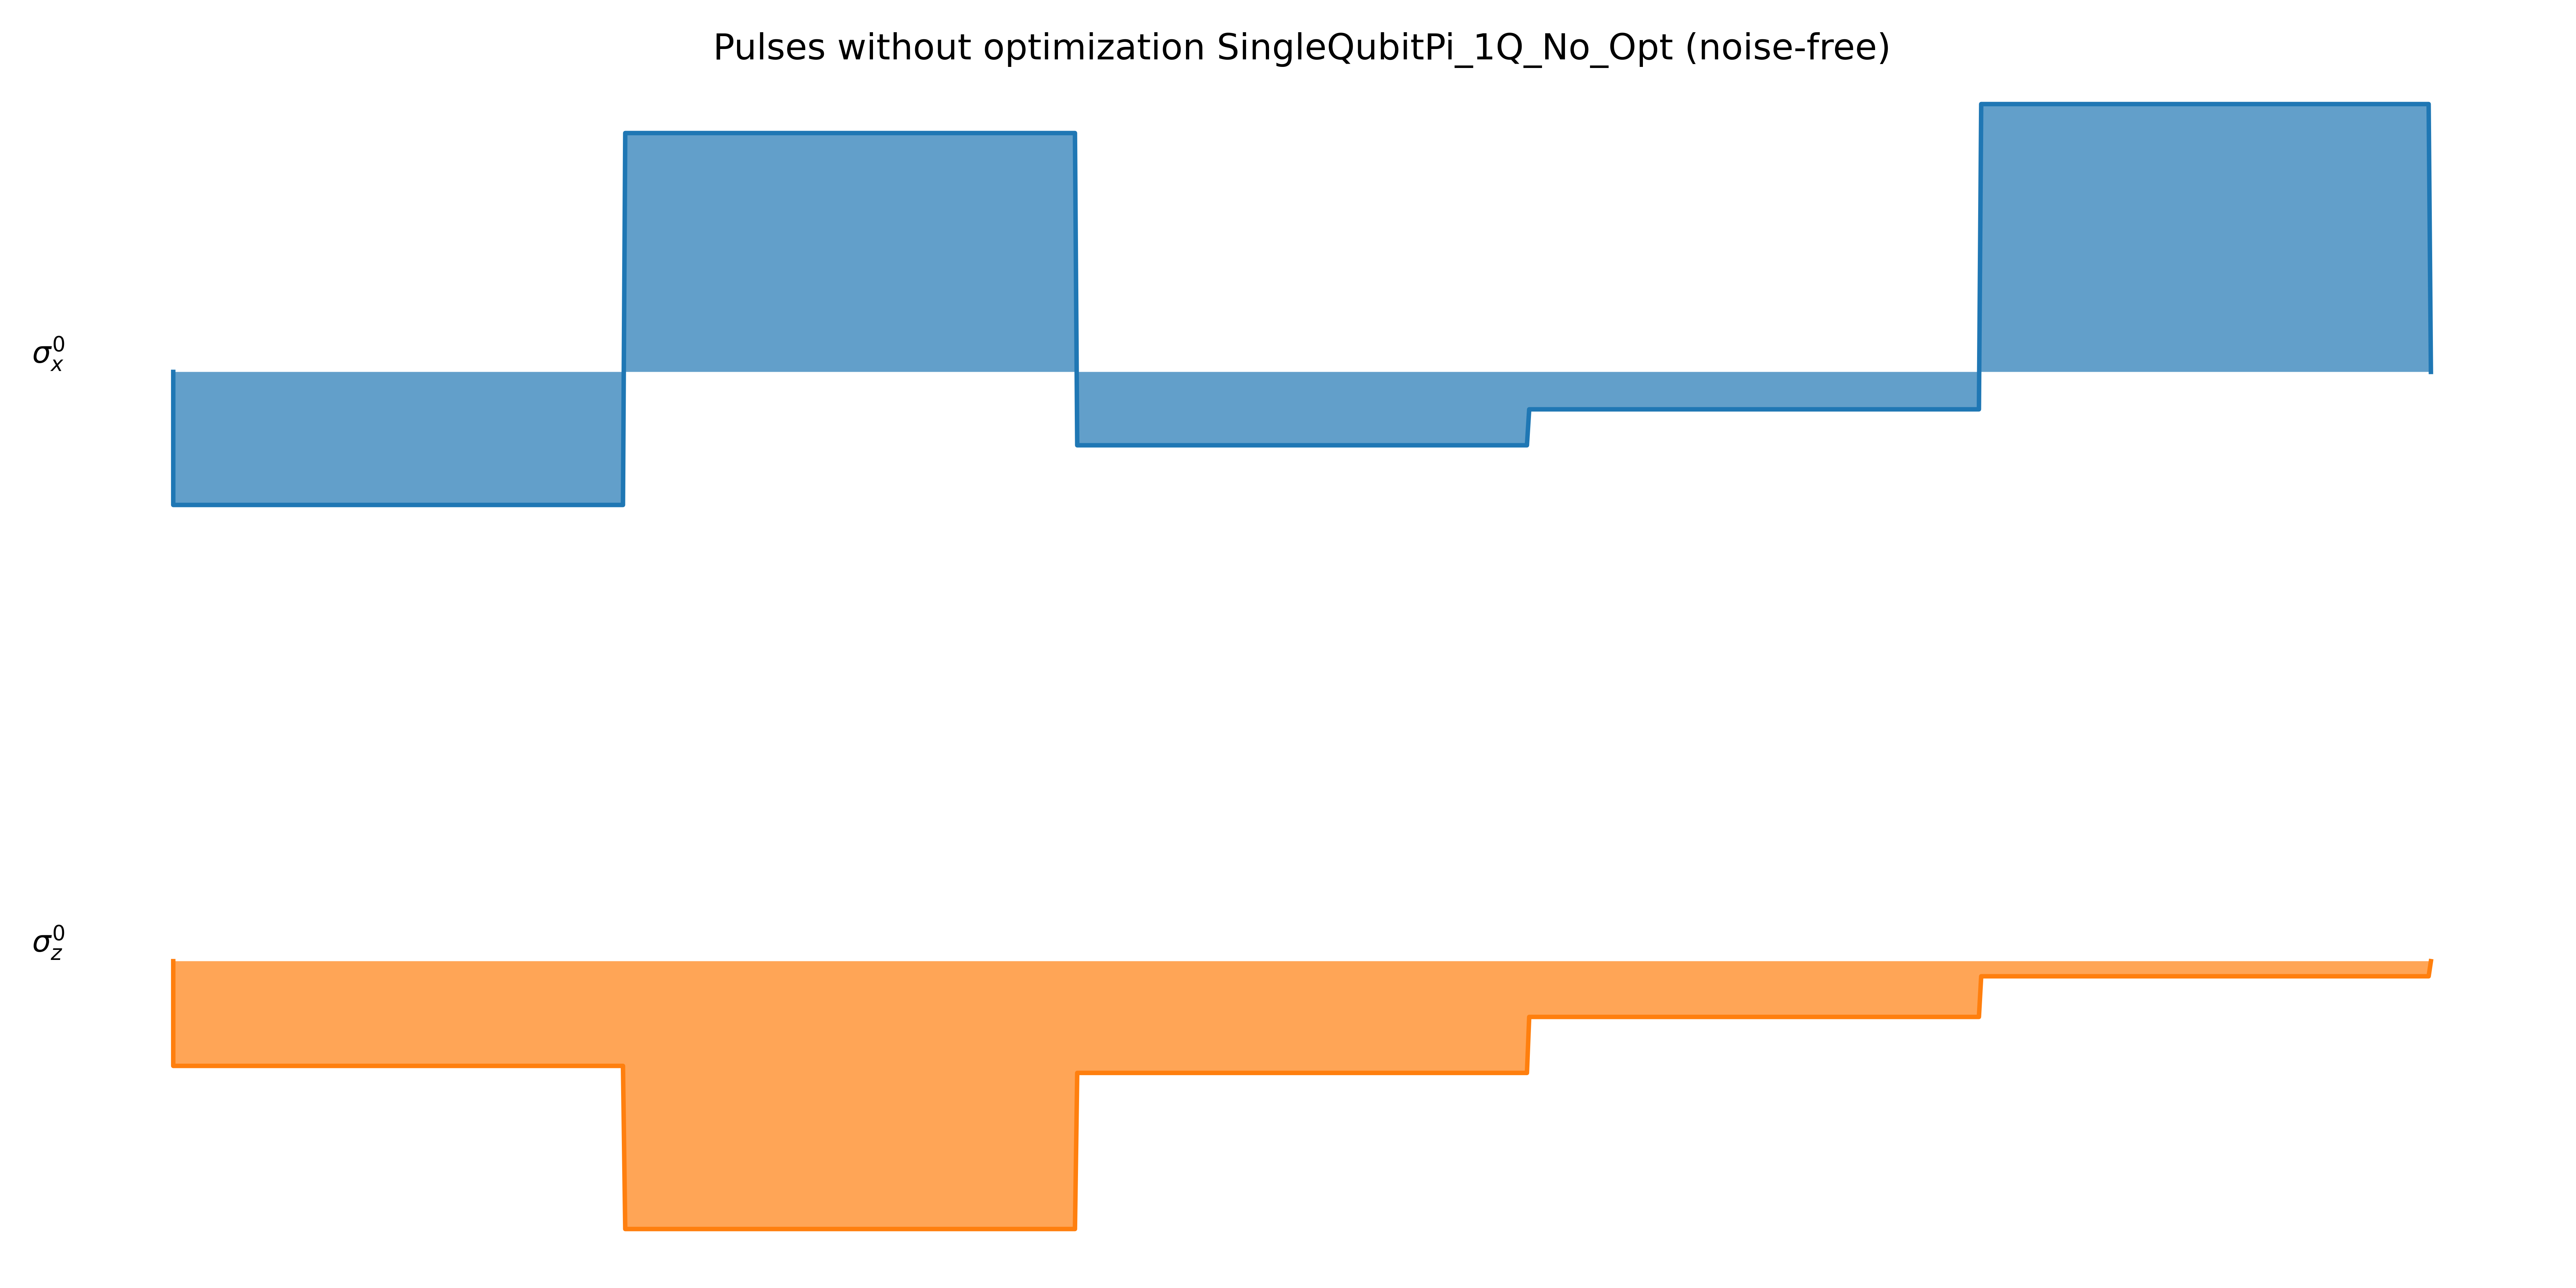 Pulses without optimization SingleQubitPi_1Q_No_Opt (noise-free)
σ_x^0
σ_z^0